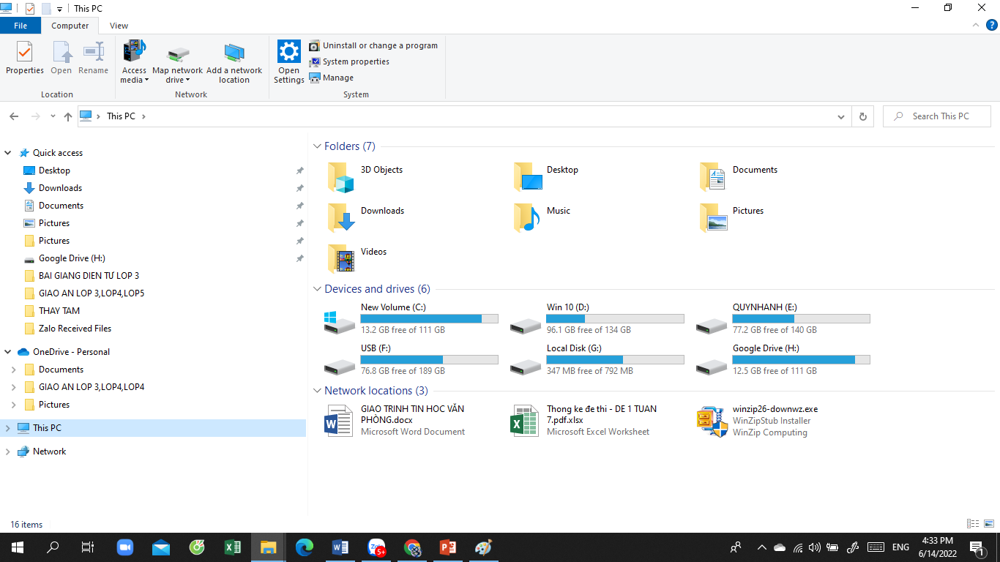 This PC
File Computer View
Properties Open Rename Access media Map network drive Add a network location Open Settings
Uninstall or change a program
System properties
Manage
Location Network System
This PC
Search This PC
Quick access
Desktop
Downloads
Documents
Pictures
Pictures
Google Drive (H:)
BAI GIANG DIEN TƯ LOP 3
GIAO AN LOP 3,LOP4,LOP5
THAY TAM
Zalo Received Files
OneDrive - Personal
Documents
GIAO AN LOP 3,LOP4,LOP4
Pictures
This PC
Network
Folders (7)
3D Objects
Desktop
Documents
Downloads
Music
Pictures
Videos
Devices and drives (6)
New Volume (C:)
13.2 GB free of 111 GB
Win 10 (D:)
96.1 GB free of 134 GB
QUYNHANH (E:)
77.2 GB free of 140 GB
USB (F:)
76.8 GB free of 189 GB
Local Disk (G:)
347 MB free of 792 MB
Google Drive (H:)
12.5 GB free of 111 GB
Network locations (3)
GIAO TRINH TIN HOC VĂN
PHÒNG.docx
Microsoft Word Document
Thong ke đe thi - DE 1 TUAN
7.pdf.xlsx
Microsoft Excel Worksheet
winzip26-downwz.exe
WinZipStub Installer
WinZip Computing
16 items
5+
ENG
4:33 PM
6/14/2022
1